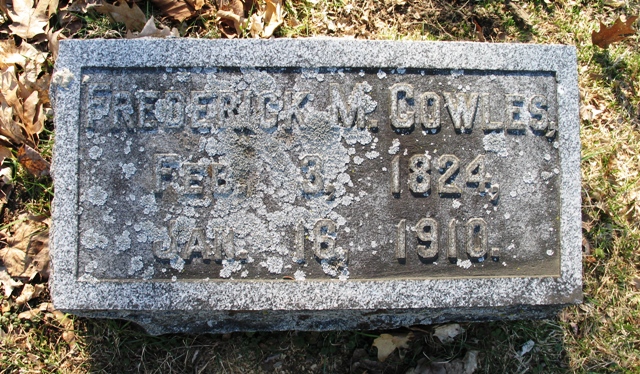 Frederick M. Cowles,
Feb. 3, 1824,
Jan. 16, 1910.